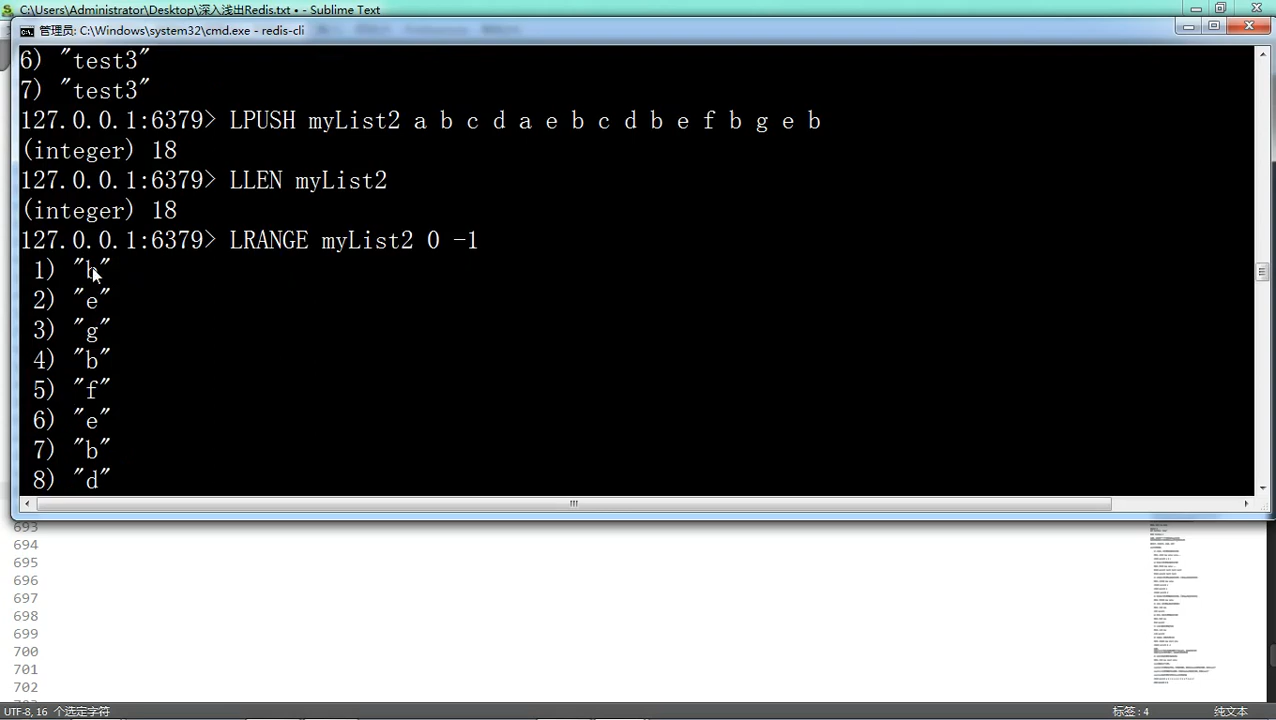 C:\Users\Administrator\Desktop\深入浅出Redis.txt • - Sublime Text
管理员: C:\Windows\system32\cmd.exe - redis-cli
6) "test3"
7) "test3"
127.0.0.1:6379> LPUSH myList2 a b c d a e b c d b e f b g e b
(integer) 18
127.0.0.1:6379> LLEN myList2
(integer) 18
127.0.0.1:6379> LRANGE myList2 0 -1
1) "b"
2) "e"
3) "g"
4) "b"
5) "f"
6) "e"
7) "b"
8) "d"
693
694
695
696
697
698
699
700
701
702
UTF-8, 16 个选定字符
制表符: 4
纯文本